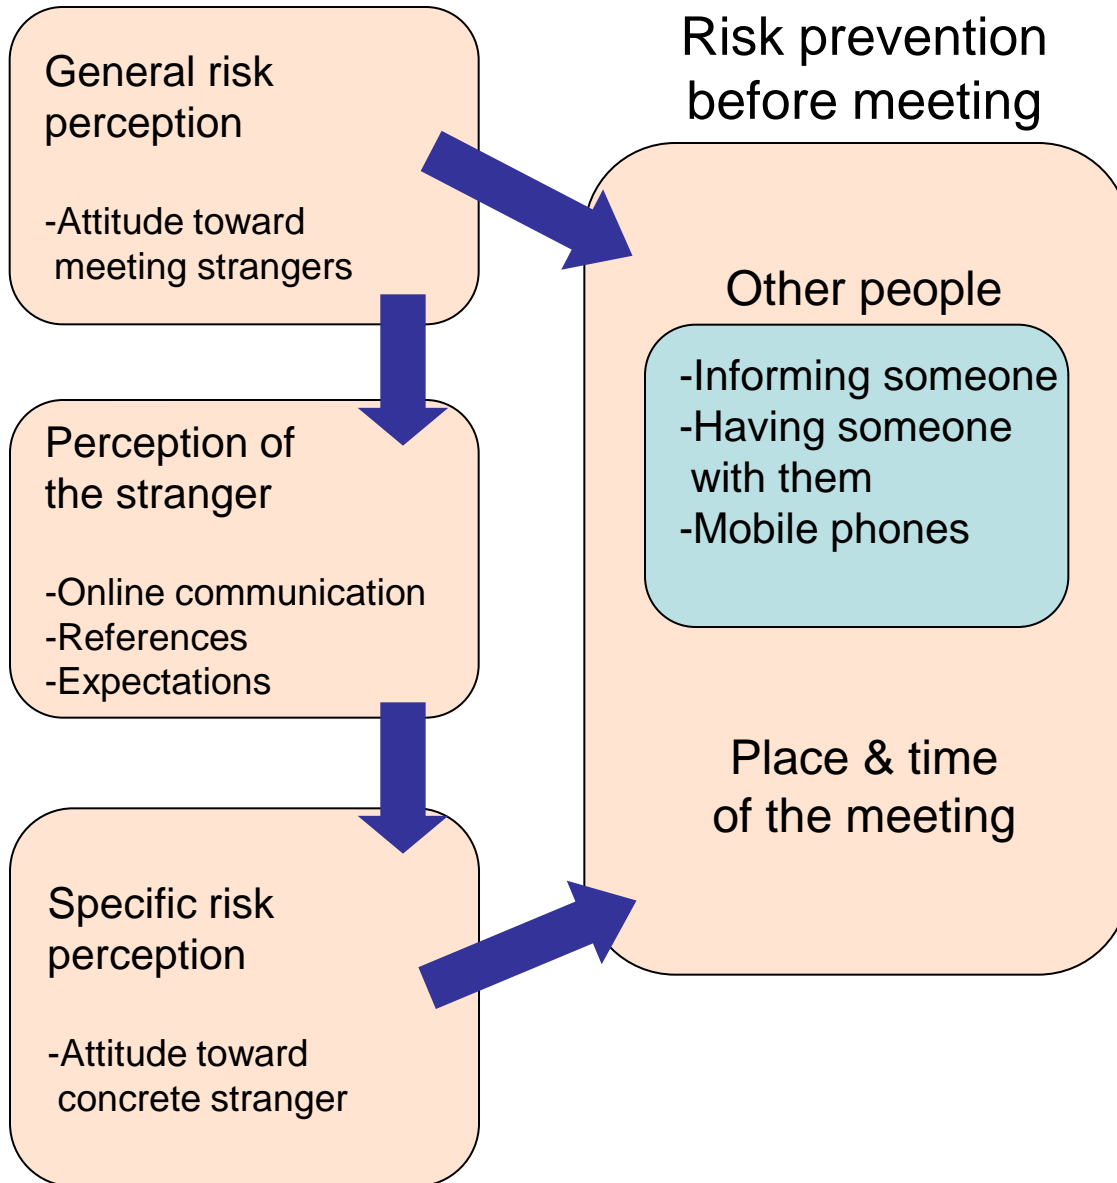 General risk
perception
-Attitude toward
meeting strangers
Perception of
the stranger
-Online communication
-References
-Expectations
Specific risk
perception
-Attitude toward
concrete stranger
Risk prevention
before meeting
Other people
-Informing someone
-Having someone
with them
-Mobile phones
Place & time
of the meeting